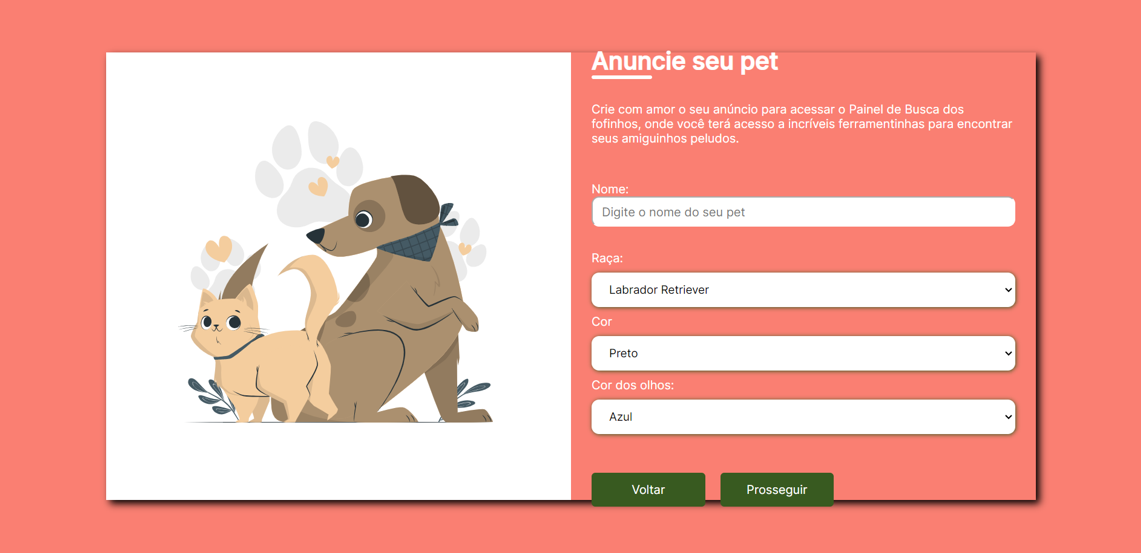 Anuncie seu pet
Crie com amor o seu anúncio para acessar o Painel de Busca dos
fofinhos, onde você terá acesso a incríveis ferramentinhas para encontrar
seus amiguinhos peludos.
Nome:
Digite o nome do seu pet
Raça:
Labrador Retriever
Cor
Preto
Cor dos olhos:
Azul
Voltar
Prosseguir